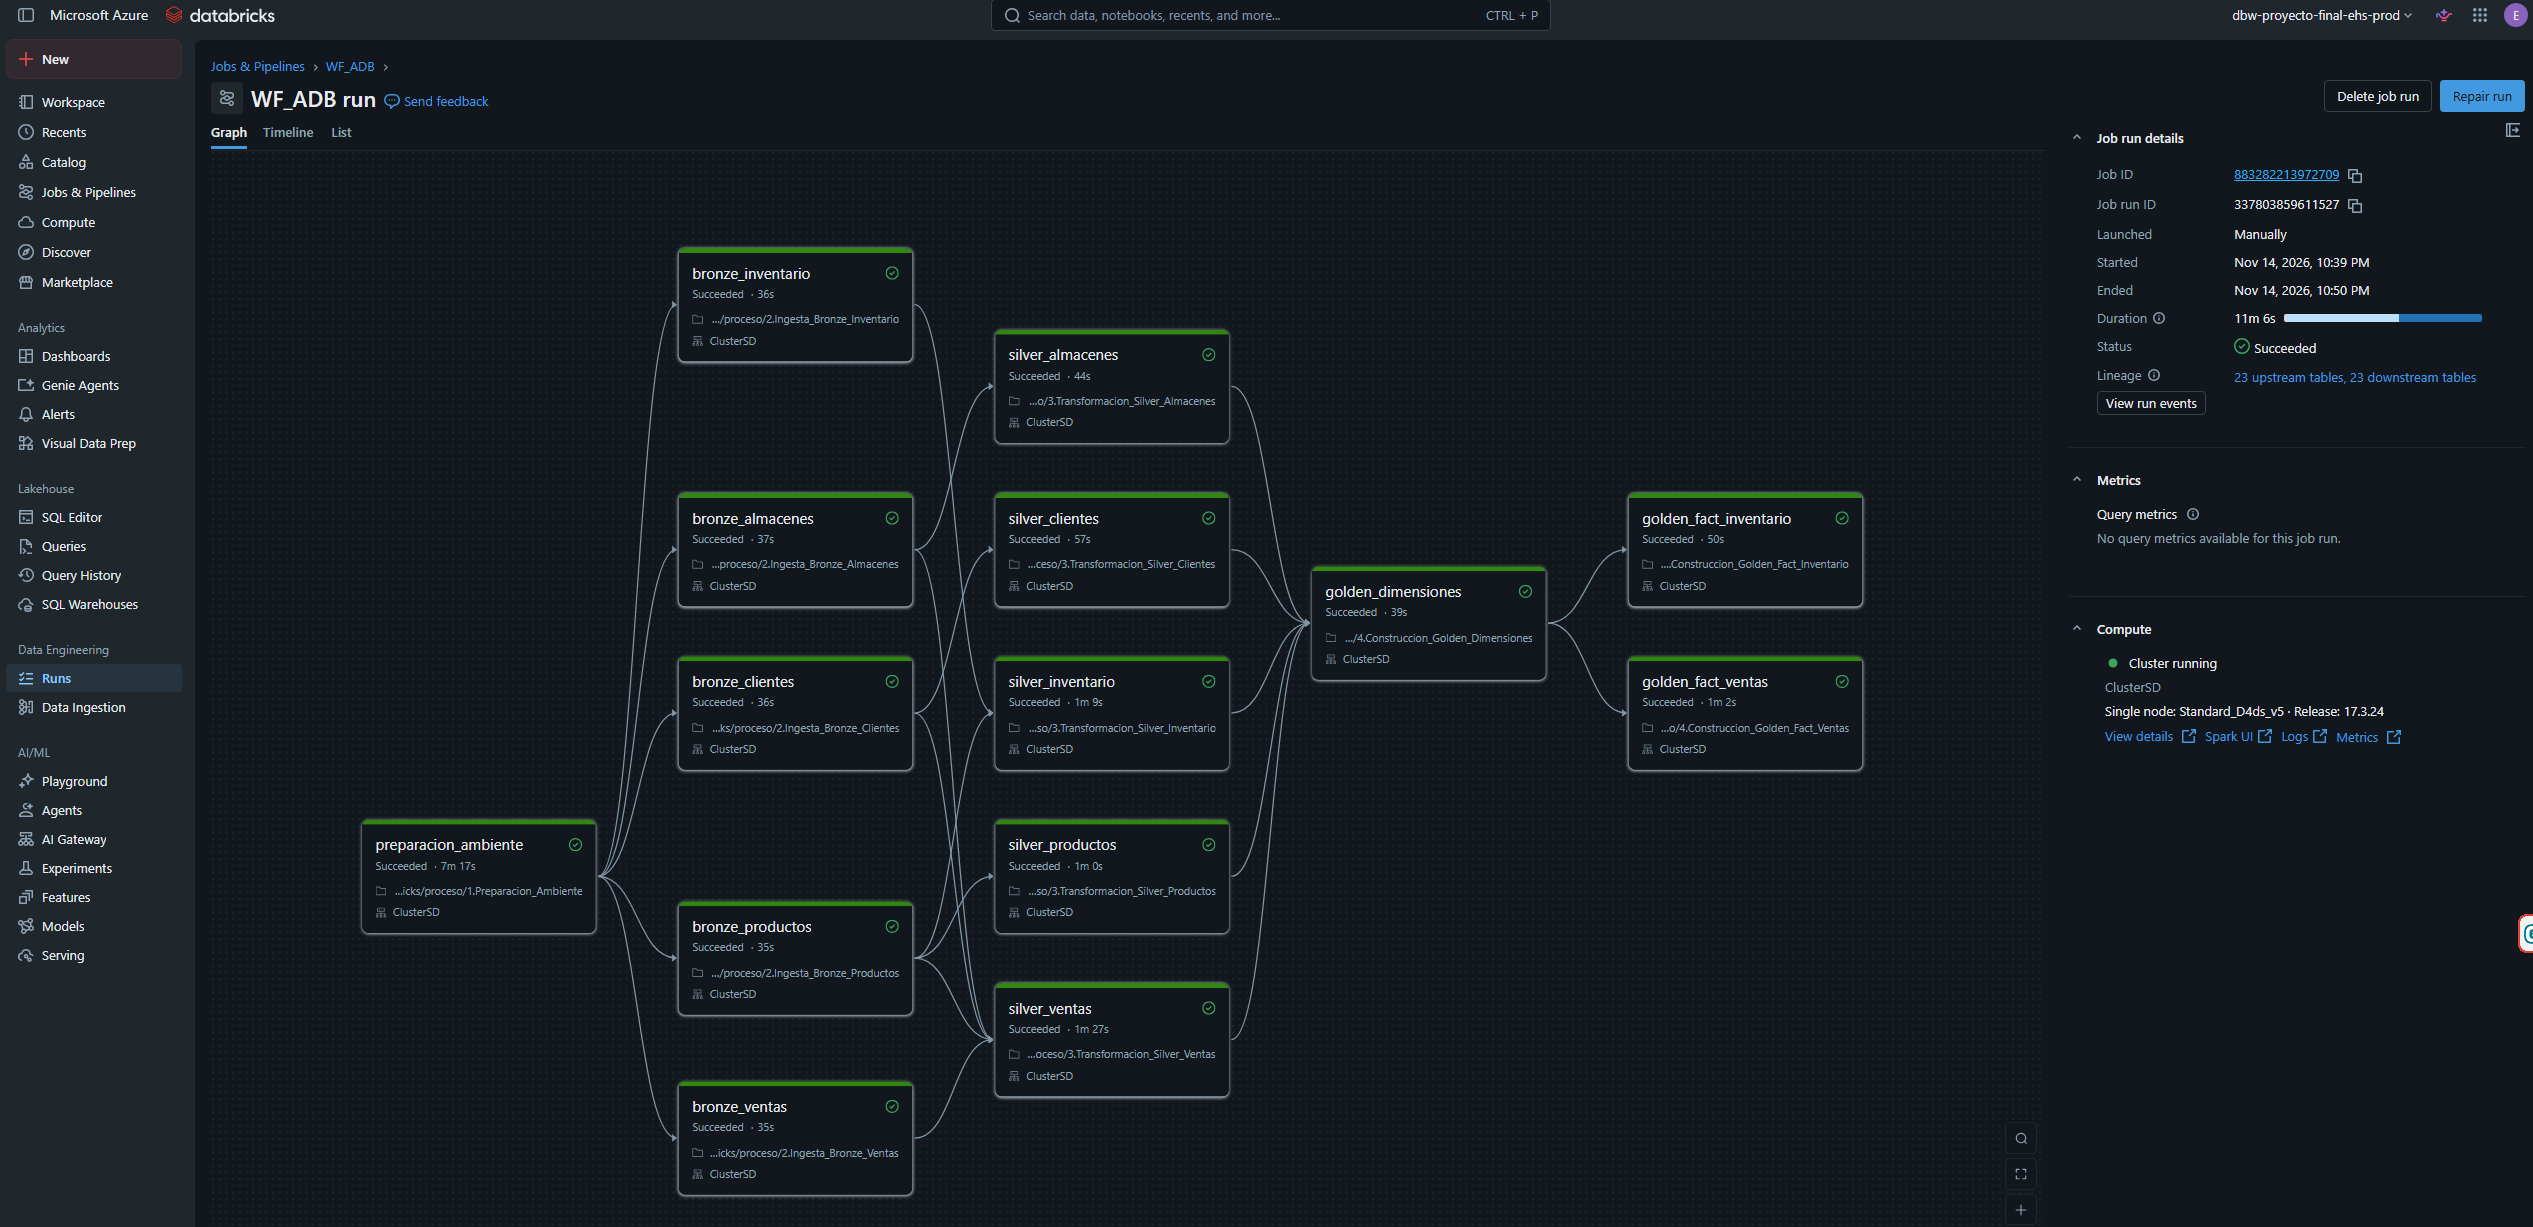 Microsoft Azure databricks
Search data, notebooks, recents, and more... CTRL + P
dbw-proyecto-final-ehs-prod
E
New
Workspace
Recents
Catalog
Jobs & Pipelines
Compute
Discover
Marketplace
Analytics
Dashboards
Genie Agents
Alerts
Visual Data Prep
Lakehouse
SQL Editor
Queries
Query History
SQL Warehouses
Data Engineering
Runs
Data Ingestion
AI/ML
Playground
Agents
AI Gateway
Experiments
Features
Models
Serving
Jobs & Pipelines › WF_ADB ›
WF_ADB run Send feedback
Delete job run Repair run
Graph Timeline List
preparacion_ambiente
Succeeded · 7m 17s
...icks/proceso/1.Preparacion_Ambiente
ClusterSD
bronze_inventario
Succeeded · 36s
.../proceso/2.Ingesta_Bronze_Inventario
ClusterSD
bronze_almacenes
Succeeded · 37s
...proceso/2.Ingesta_Bronze_Almacenes
ClusterSD
bronze_clientes
Succeeded · 36s
...ks/proceso/2.Ingesta_Bronze_Clientes
ClusterSD
bronze_productos
Succeeded · 35s
.../proceso/2.Ingesta_Bronze_Productos
ClusterSD
bronze_ventas
Succeeded · 35s
...icks/proceso/2.Ingesta_Bronze_Ventas
ClusterSD
silver_almacenes
Succeeded · 44s
...o/3.Transformacion_Silver_Almacenes
ClusterSD
silver_clientes
Succeeded · 57s
...ceso/3.Transformacion_Silver_Clientes
ClusterSD
silver_inventario
Succeeded · 1m 9s
...so/3.Transformacion_Silver_Inventario
ClusterSD
silver_productos
Succeeded · 1m 0s
...so/3.Transformacion_Silver_Productos
ClusterSD
silver_ventas
Succeeded · 1m 27s
...oceso/3.Transformacion_Silver_Ventas
ClusterSD
golden_dimensiones
Succeeded · 39s
.../4.Construccion_Golden_Dimensiones
ClusterSD
golden_fact_inventario
Succeeded · 50s
....Construccion_Golden_Fact_Inventario
ClusterSD
golden_fact_ventas
Succeeded · 1m 2s
...o/4.Construccion_Golden_Fact_Ventas
ClusterSD
Job run details
Job ID 883282213972709
Job run ID 337803859611527
Launched Manually
Started Nov 14, 2026, 10:39 PM
Ended Nov 14, 2026, 10:50 PM
Duration 11m 6s
Status Succeeded
Lineage 23 upstream tables, 23 downstream tables
View run events
Metrics
Query metrics
No query metrics available for this job run.
Compute
Cluster running
ClusterSD
Single node: Standard_D4ds_v5 · Release: 17.3.24
View details Spark UI Logs Metrics